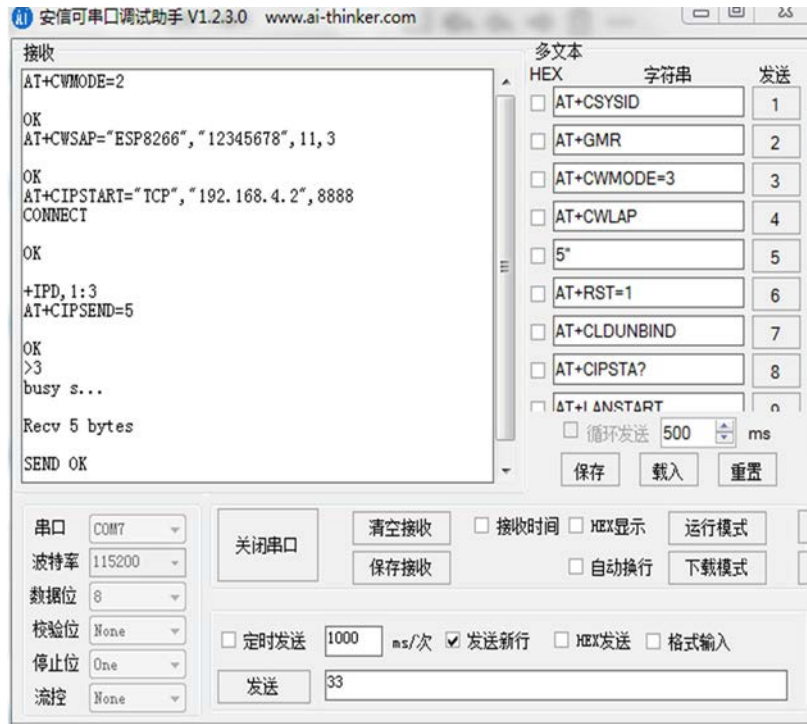 安信可串口调试助手 V1.2.3.0 www.ai-thinker.com
接收
AT+CWMODE=2
OK
AT+CWSAP="ESP8266","12345678",11,3
OK
AT+CIPSTART="TCP","192.168.4.2",8888
CONNECT
OK
+IPD,1:3
AT+CIPSEND=5
OK
>3
busy s...
Recv 5 bytes
SEND OK
多文本
HEX 字符串 发送
AT+CSYSID 1
AT+GMR 2
AT+CWMODE=3 3
AT+CWLAP 4
5" 5
AT+RST=1 6
AT+CLDUNBIND 7
AT+CIPSTA? 8
AT+LANSTART 9
循环发送 500 ms
保存 载入 重置
串口 COM7
波特率 115200
数据位 8
校验位 None
停止位 One
流控 None
关闭串口
清空接收
保存接收
接收时间 HEX显示 运行模式
自动换行 下载模式
定时发送 1000 ms/次 发送新行 HEX发送 格式输入
发送 33